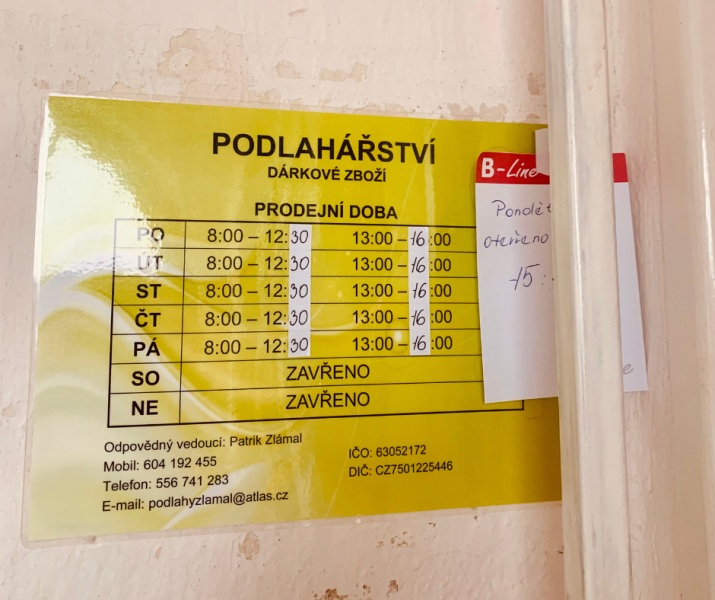 PODLAHÁŘSTVÍ
DÁRKOVÉ ZBOŽÍ
PRODEJNÍ DOBA
PO 8:00 – 12:30 13:00 – 16:00
ÚT 8:00 – 12:30 13:00 – 16:00
ST 8:00 – 12:30 13:00 – 16:00
ČT 8:00 – 12:30 13:00 – 16:00
PÁ 8:00 – 12:30 13:00 – 16:00
SO ZAVŘENO
NE ZAVŘENO
Odpovědný vedoucí: Patrik Zlámal
Mobil: 604 192 455
Telefon: 556 741 283
E-mail: podlahyzlamal@atlas.cz
IČO: 63052172
DIČ: CZ7501225446
B-Line
otevřeno